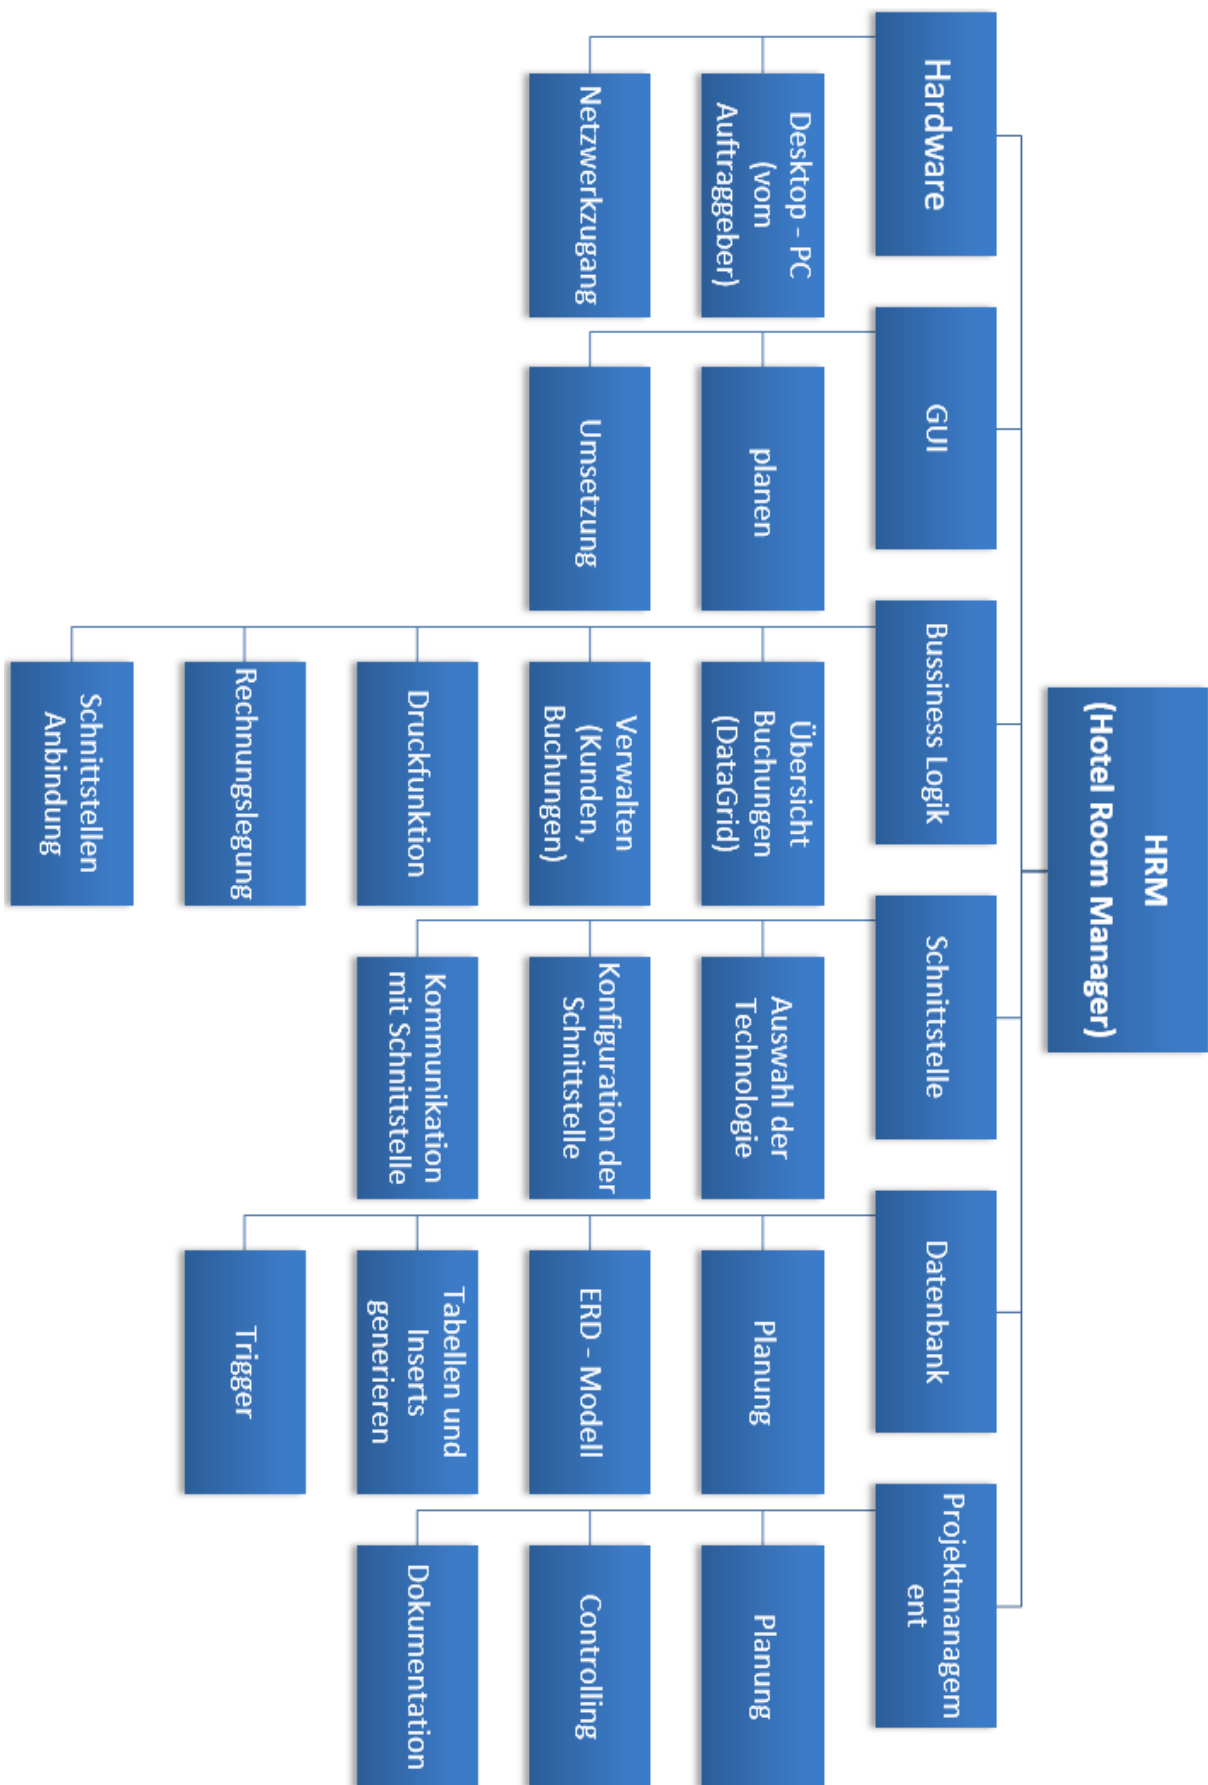 HRM
(Hotel Room Manager)
Hardware
Desktop - PC
(vom
Auftraggeber)
Netzwerkzugang
GUI
planen
Umsetzung
Bussiness Logik
Übersicht
Buchungen
(DataGrid)
Verwalten
(Kunden,
Buchungen)
Druckfunktion
Rechnungslegung
Schnittstellen
Anbindung
Schnittstelle
Auswahl der
Technologie
Konfiguration der
Schnittstelle
Kommunikation
mit Schnittstelle
Datenbank
Planung
ERD - Modell
Tabellen und
Inserts
generieren
Trigger
Projektmanagem
ent
Planung
Controlling
Dokumentation